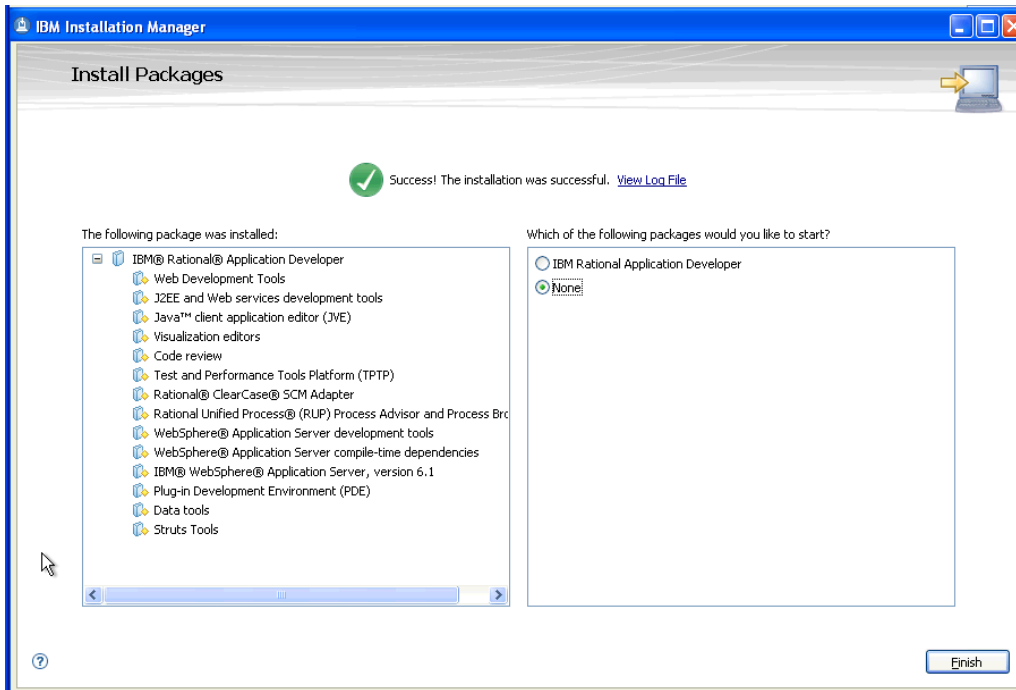 IBM Installation Manager
Install Packages
Success! The installation was successful. View Log File
The following package was installed:
IBM® Rational® Application Developer
Web Development Tools
J2EE and Web services development tools
Java™ client application editor (JVE)
Visualization editors
Code review
Test and Performance Tools Platform (TPTP)
Rational® ClearCase® SCM Adapter
Rational Unified Process® (RUP) Process Advisor and Process Bro
WebSphere® Application Server development tools
WebSphere® Application Server compile-time dependencies
IBM® WebSphere® Application Server, version 6.1
Plug-in Development Environment (PDE)
Data tools
Struts Tools
Which of the following packages would you like to start?
IBM Rational Application Developer
None
?
Finish